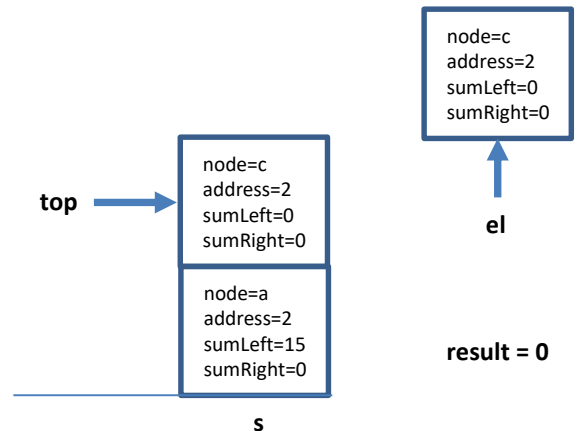 node=c
address=2
sumLeft=0
sumRight=0
el
top
node=c
address=2
sumLeft=0
sumRight=0
node=a
address=2
sumLeft=15
sumRight=0
result = 0
s